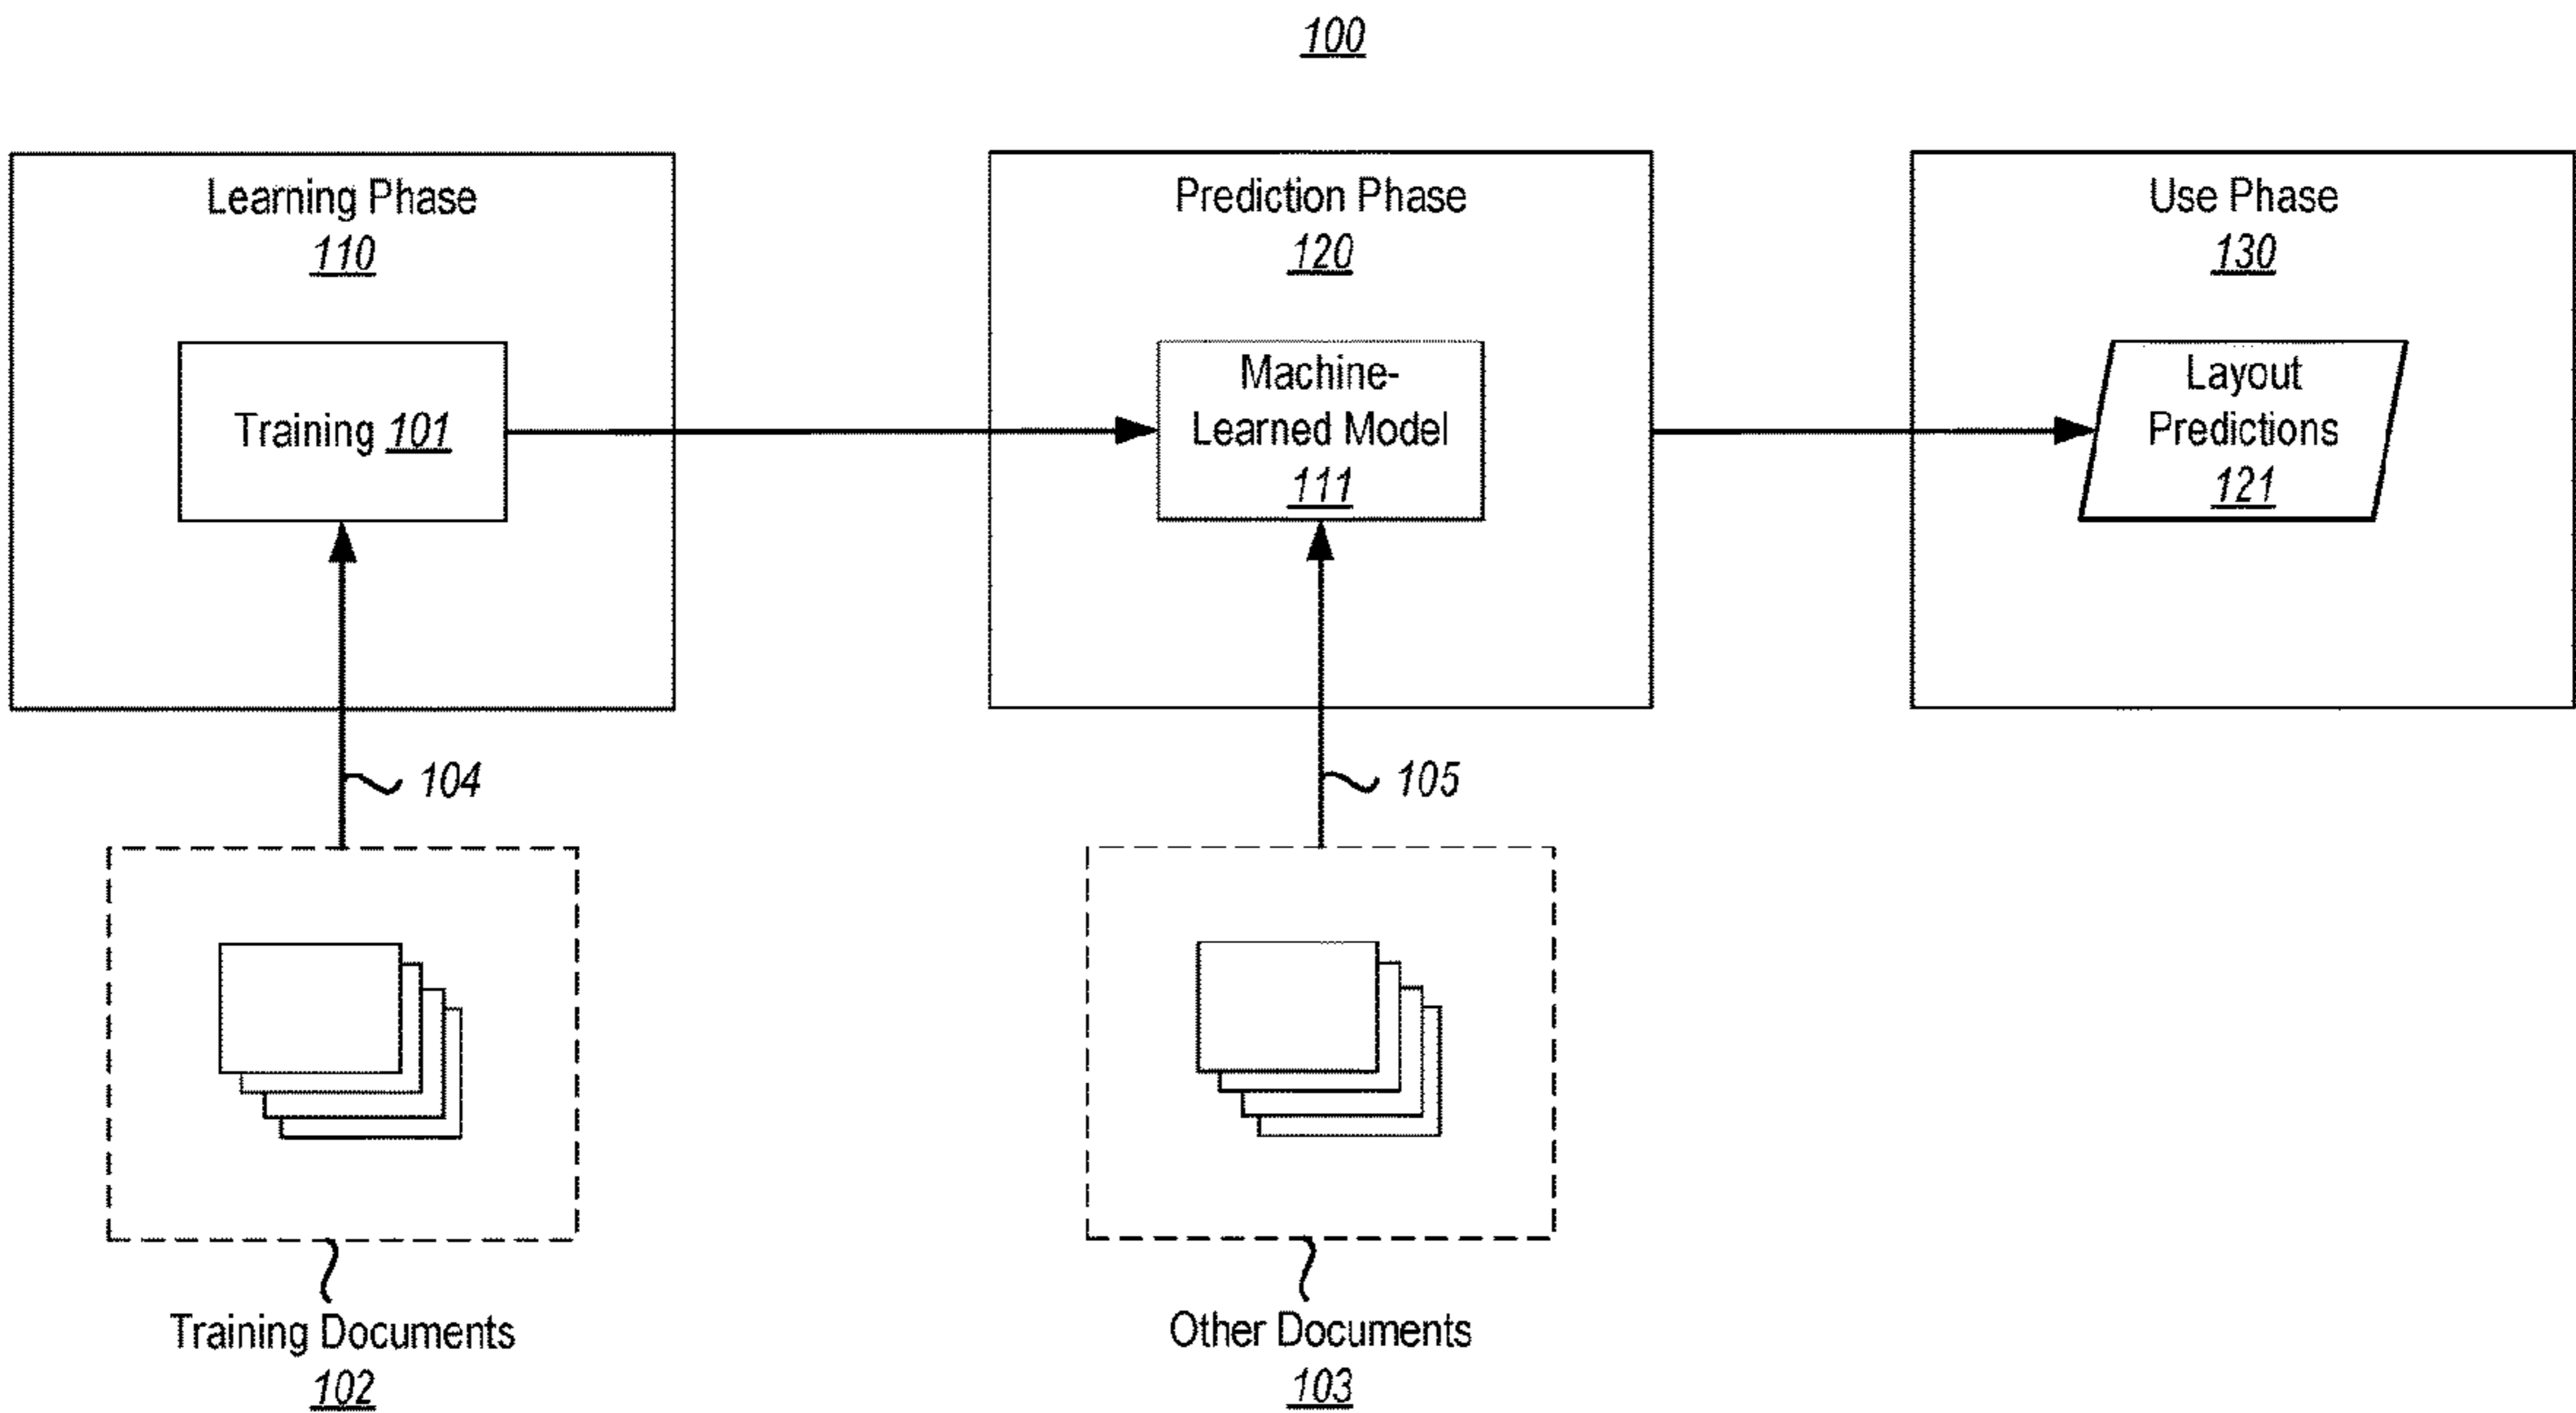 100
Learning Phase
110
Training 101
Prediction Phase
120
Machine-
Learned Model
111
Use Phase
130
Layout
Predictions
121
104
105
Training Documents
102
Other Documents
103